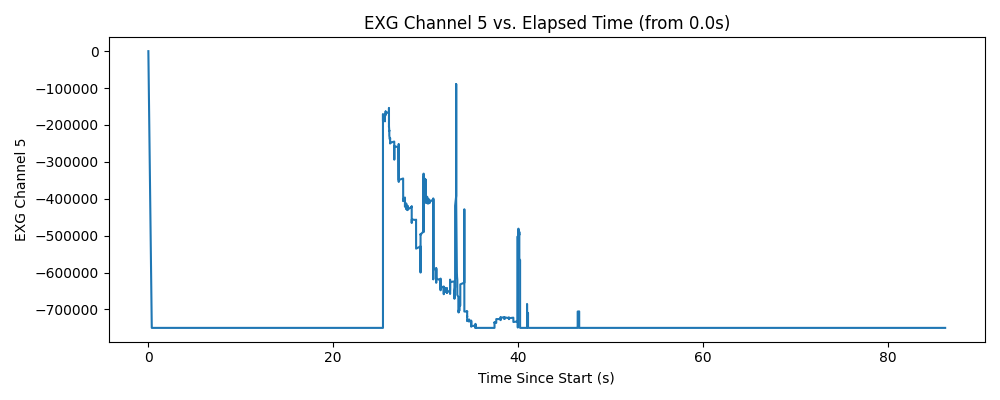 EXG Channel 5 vs. Elapsed Time (from 0.0s)
EXG Channel 5
0
−100000
−200000
−300000
−400000
−500000
−600000
−700000
0 20 40 60 80
Time Since Start (s)